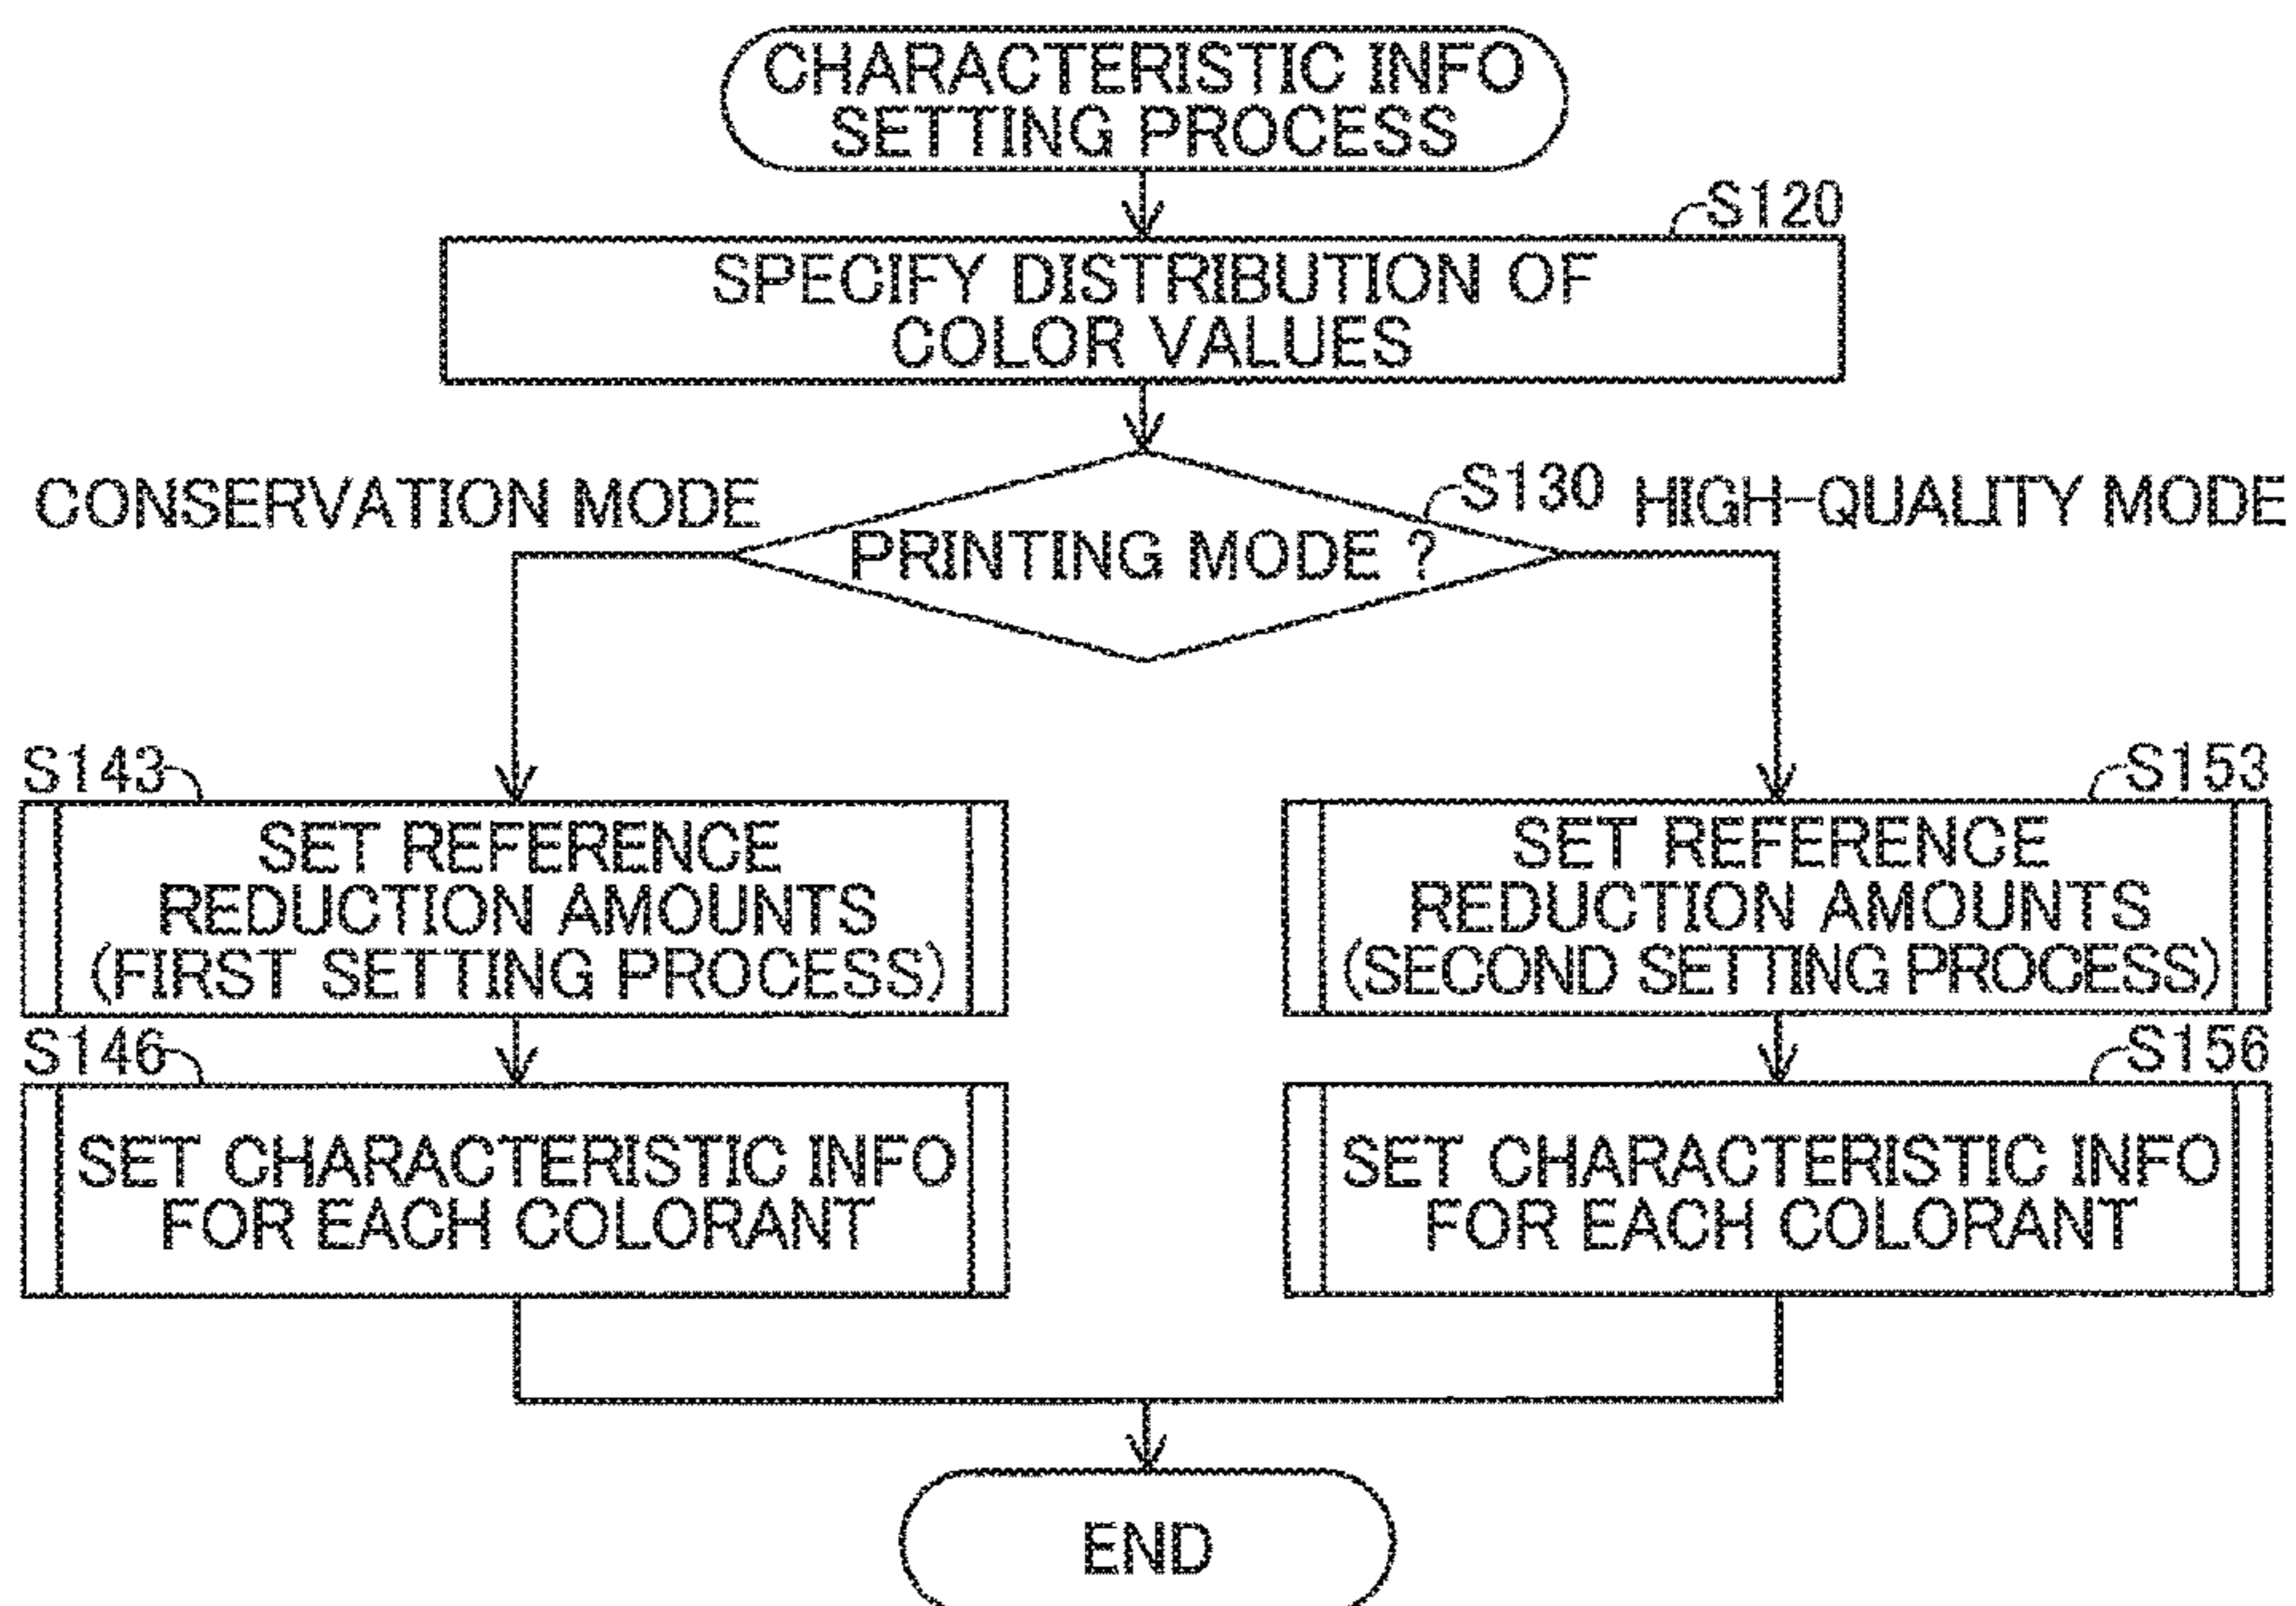 CHARACTERISTIC INFO
SETTING PROCESS
S120
SPECIFY DISTRIBUTION OF
COLOR VALUES
CONSERVATION MODE
S130
HIGH-QUALITY MODE
PRINTING MODE ?
S143
SET REFERENCE
REDUCTION AMOUNTS
(FIRST SETTING PROCESS)
S153
SET REFERENCE
REDUCTION AMOUNTS
(SECOND SETTING PROCESS)
S146
SET CHARACTERISTIC INFO
FOR EACH COLORANT
S156
SET CHARACTERISTIC INFO
FOR EACH COLORANT
END